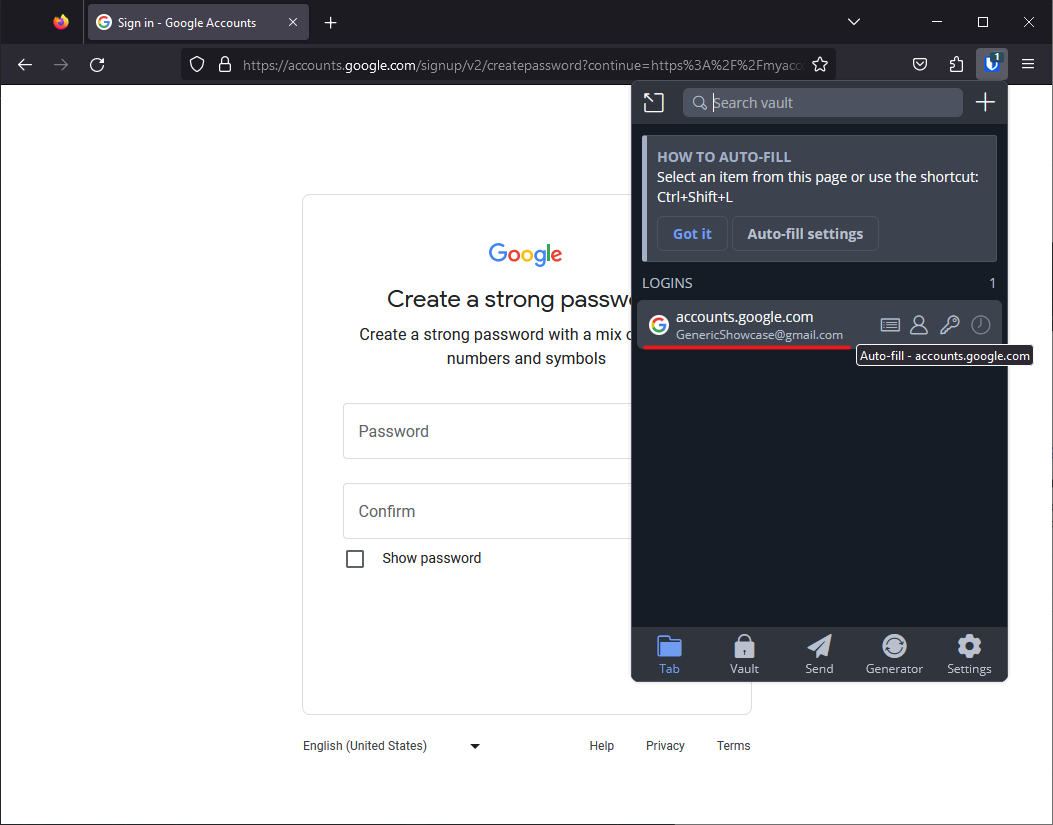 Sign in - Google Accounts
https://accounts.google.com/signup/v2/createpassword?continue=https%3A%2F%2Fmyacc
1
Search vault
HOW TO AUTO-FILL
Select an item from this page or use the shortcut:
Ctrl+Shift+L
Got it
Auto-fill settings
LOGINS
1
accounts.google.com
GenericShowcase@gmail.com
Auto-fill - accounts.google.com
Tab
Vault
Send
Generator
Settings
Google
Create a strong passw
Create a strong password with a mix
numbers and symbols
Password
Confirm
Show password
English (United States)
Help
Privacy
Terms